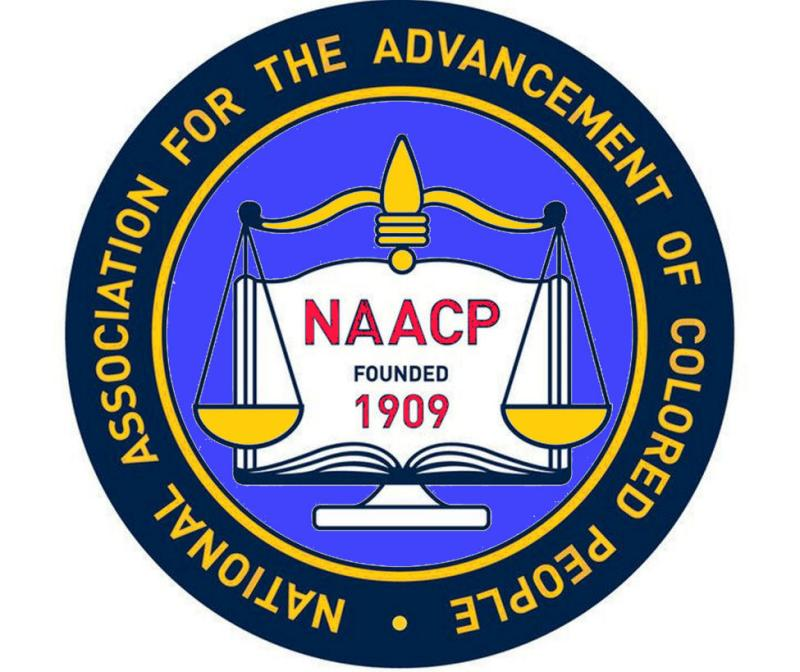 NATIONAL ASSOCIATION FOR THE ADVANCEMENT OF COLORED PEOPLE •
NAACP
FOUNDED
1909